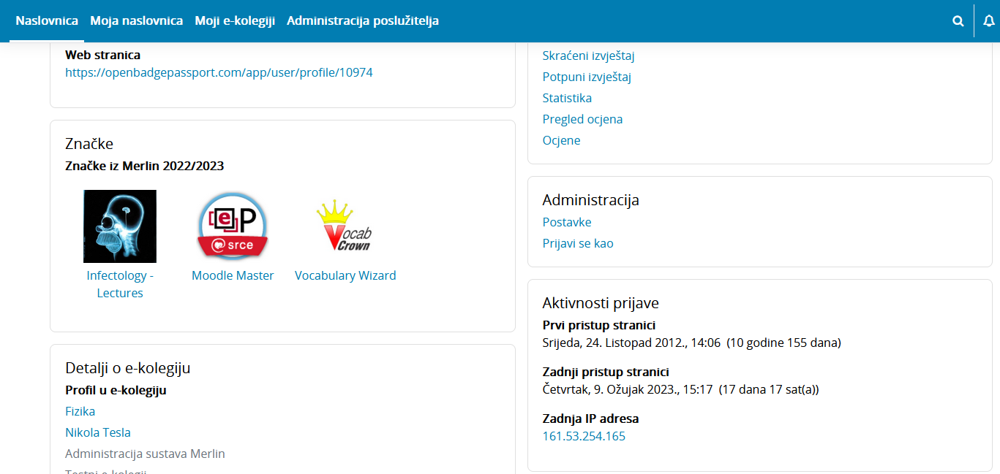 Naslovnica Moja naslovnica Moji e-kolegiji Administracija poslužitelja
Web stranica
https://openbadgepassport.com/app/user/profile/10974
Značke
Značke iz Merlin 2022/2023
e P
@srce
Vocab
Crown
Infectology -
Lectures
Moodle Master
Vocabulary Wizard
Detalji o e-kolegiju
Profil u e-kolegiju
Fizika
Nikola Tesla
Administracija sustava Merlin
Testni e-kolegij
Skraćeni izvještaj
Potpuni izvještaj
Statistika
Pregled ocjena
Ocjene
Administracija
Postavke
Prijavi se kao
Aktivnosti prijave
Prvi pristup stranici
Srijeda, 24. Listopad 2012., 14:06 (10 godine 155 dana)
Zadnji pristup stranici
Četvrtak, 9. Ožujak 2023., 15:17 (17 dana 17 sat(a))
Zadnja IP adresa
161.53.254.165